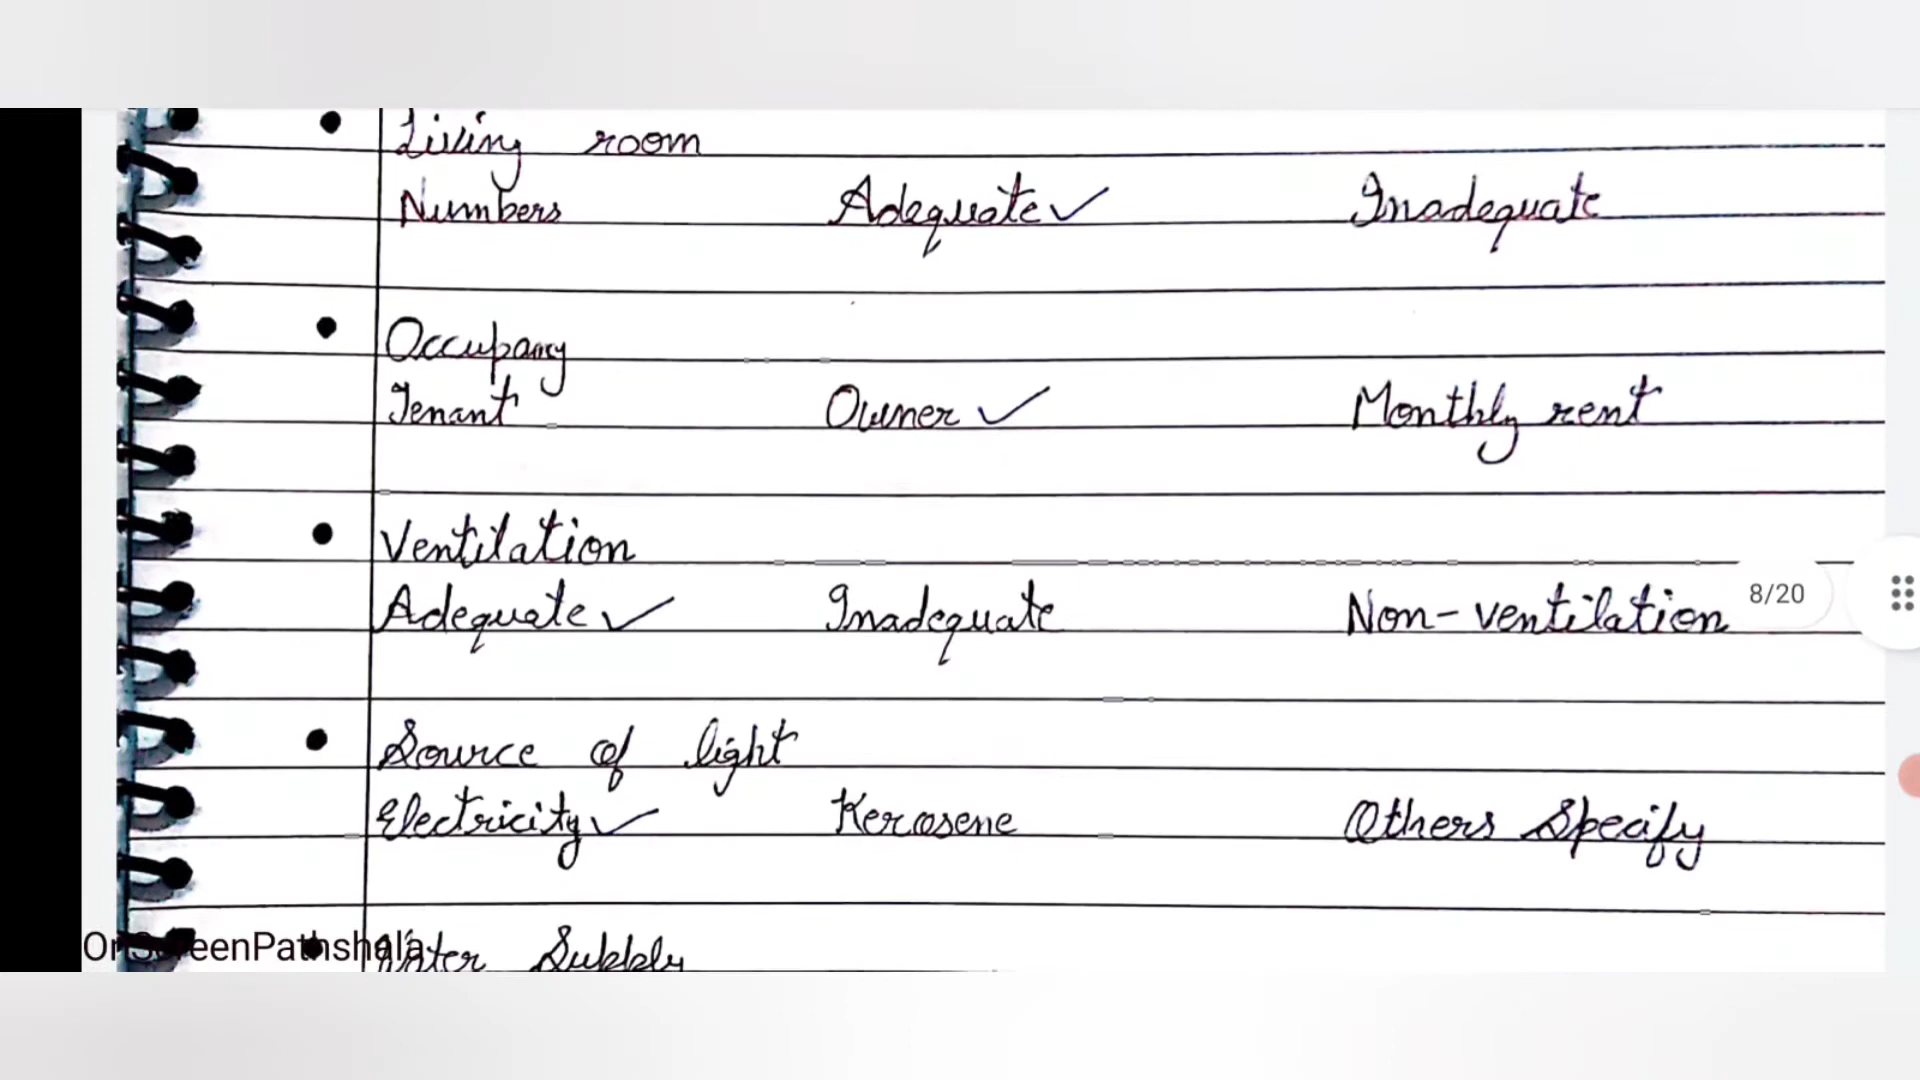 Living room
Numbers Adequate ✓ Inadequate
Occupancy
Tenant Owner ✓ Monthly rent
Ventilation
Adequate ✓ Inadequate Non-ventilation
8/20
Source of light
Electricity ✓ Kerosene Others Specify
Water Supply
OnScreenPathshala